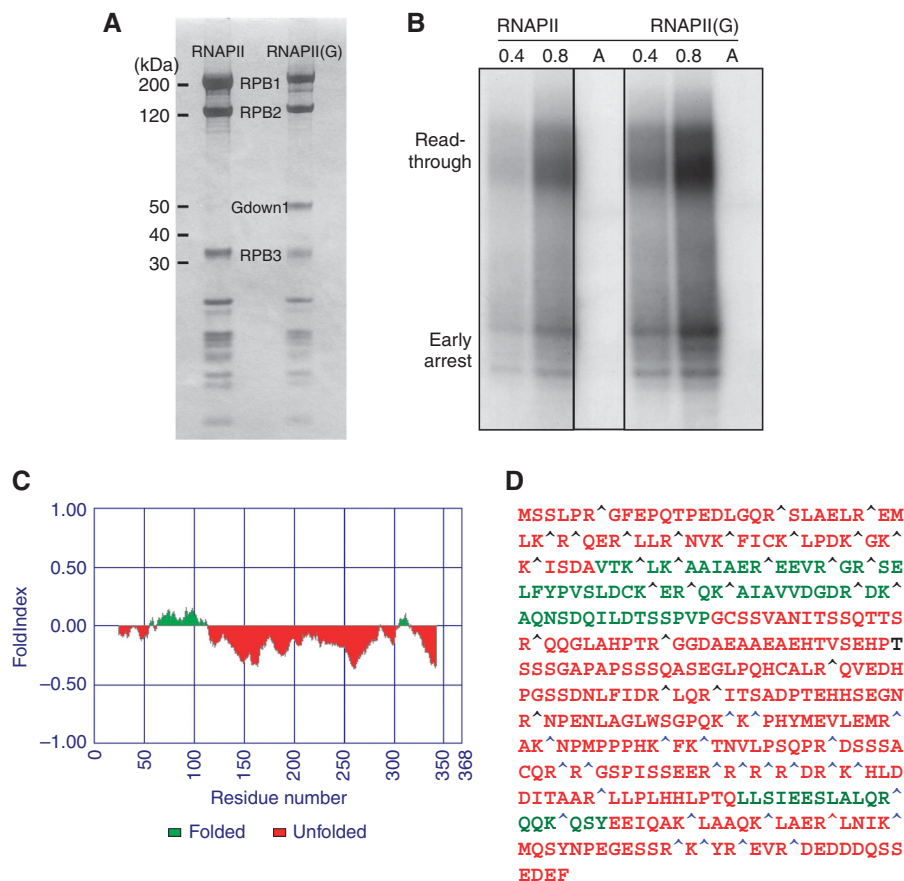 A
RNAPII RNAPII(G)
(kDa)
200
120
50
40
30
RPB1
RPB2
Gdown1
RPB3
B
RNAPII RNAPII(G)
0.4 0.8 A 0.4 0.8 A
Read-
through
Early
arrest
C
1.00
0.50
0.00
−0.50
−1.00
FoldIndex
0 50 100 150 200 250 300 350 368
Residue number
Folded Unfolded
D
MSSLPR^GFEPQTPEDLGQR^SLAELR^EM
LK^R^QER^LLR^NVK^FICK^LPDK^GK^
K^ISDAVTK^LK^AAIAER^EEVR^GR^SE
LFYPVSLDCK^ER^QK^AIAVVDGDR^DK^
AQNSDQILDTSSPVPGCSSVANITSSQTTS
R^QQGLAHPTR^GGDAEAAEAEHTVSEHPT
SSSGAPAPSSSQASEGLPQHCALR^QVEDH
PGSSDNLFIDR^LQR^ITSADPTEHHSEGN
R^NPENLAGLWSGPQK^K^PHYMEVLEMR^
AK^NPMPPPHK^FK^TNVLPSQPR^DSSSA
CQR^R^GSPISSEER^R^R^R^DR^K^HLD
DITAAR^LLPLHHLPTQLLSIEESLALQR^
QQK^QSYEEIQAK^LAAQK^LAER^LNIK^
MQSYNPEGESSR^K^YR^EVR^DEDDDQSS
EDEF